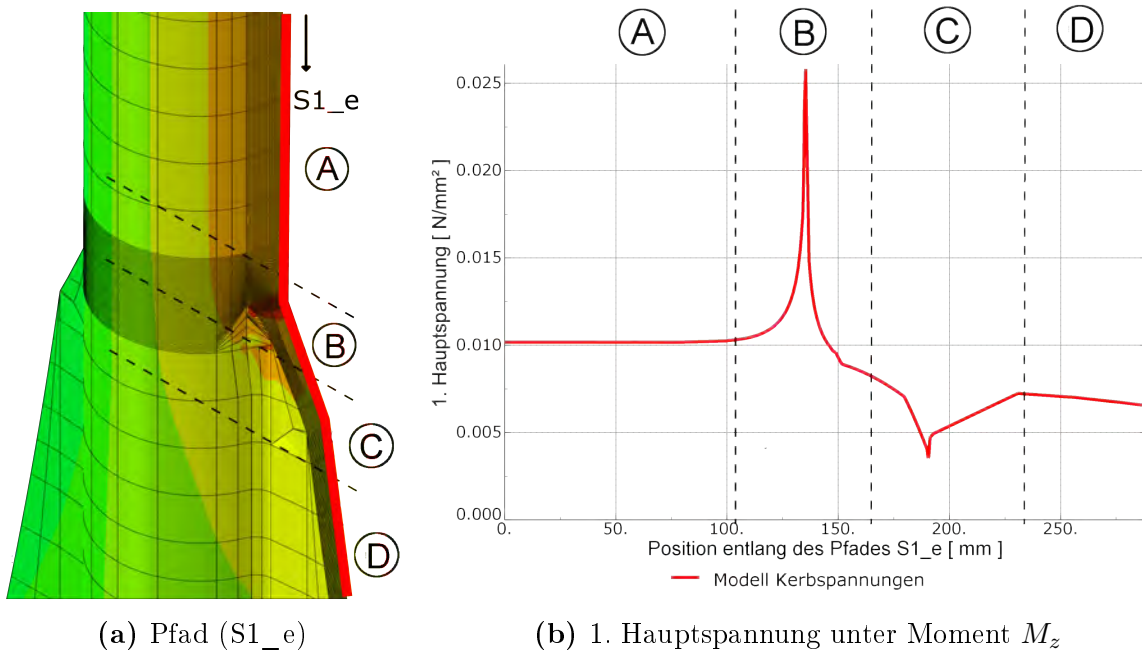 S1_e
A
B
C
D
A
B
C
D
1. Hauptspannung [ N/mm² ]
0.025
0.020
0.015
0.010
0.005
0.000
0. 50. 100. 150. 200. 250.
Position entlang des Pfades S1_e [ mm ]
Modell Kerbspannungen
(a) Pfad (S1_e)
(b) 1. Hauptspannung unter Moment M_z